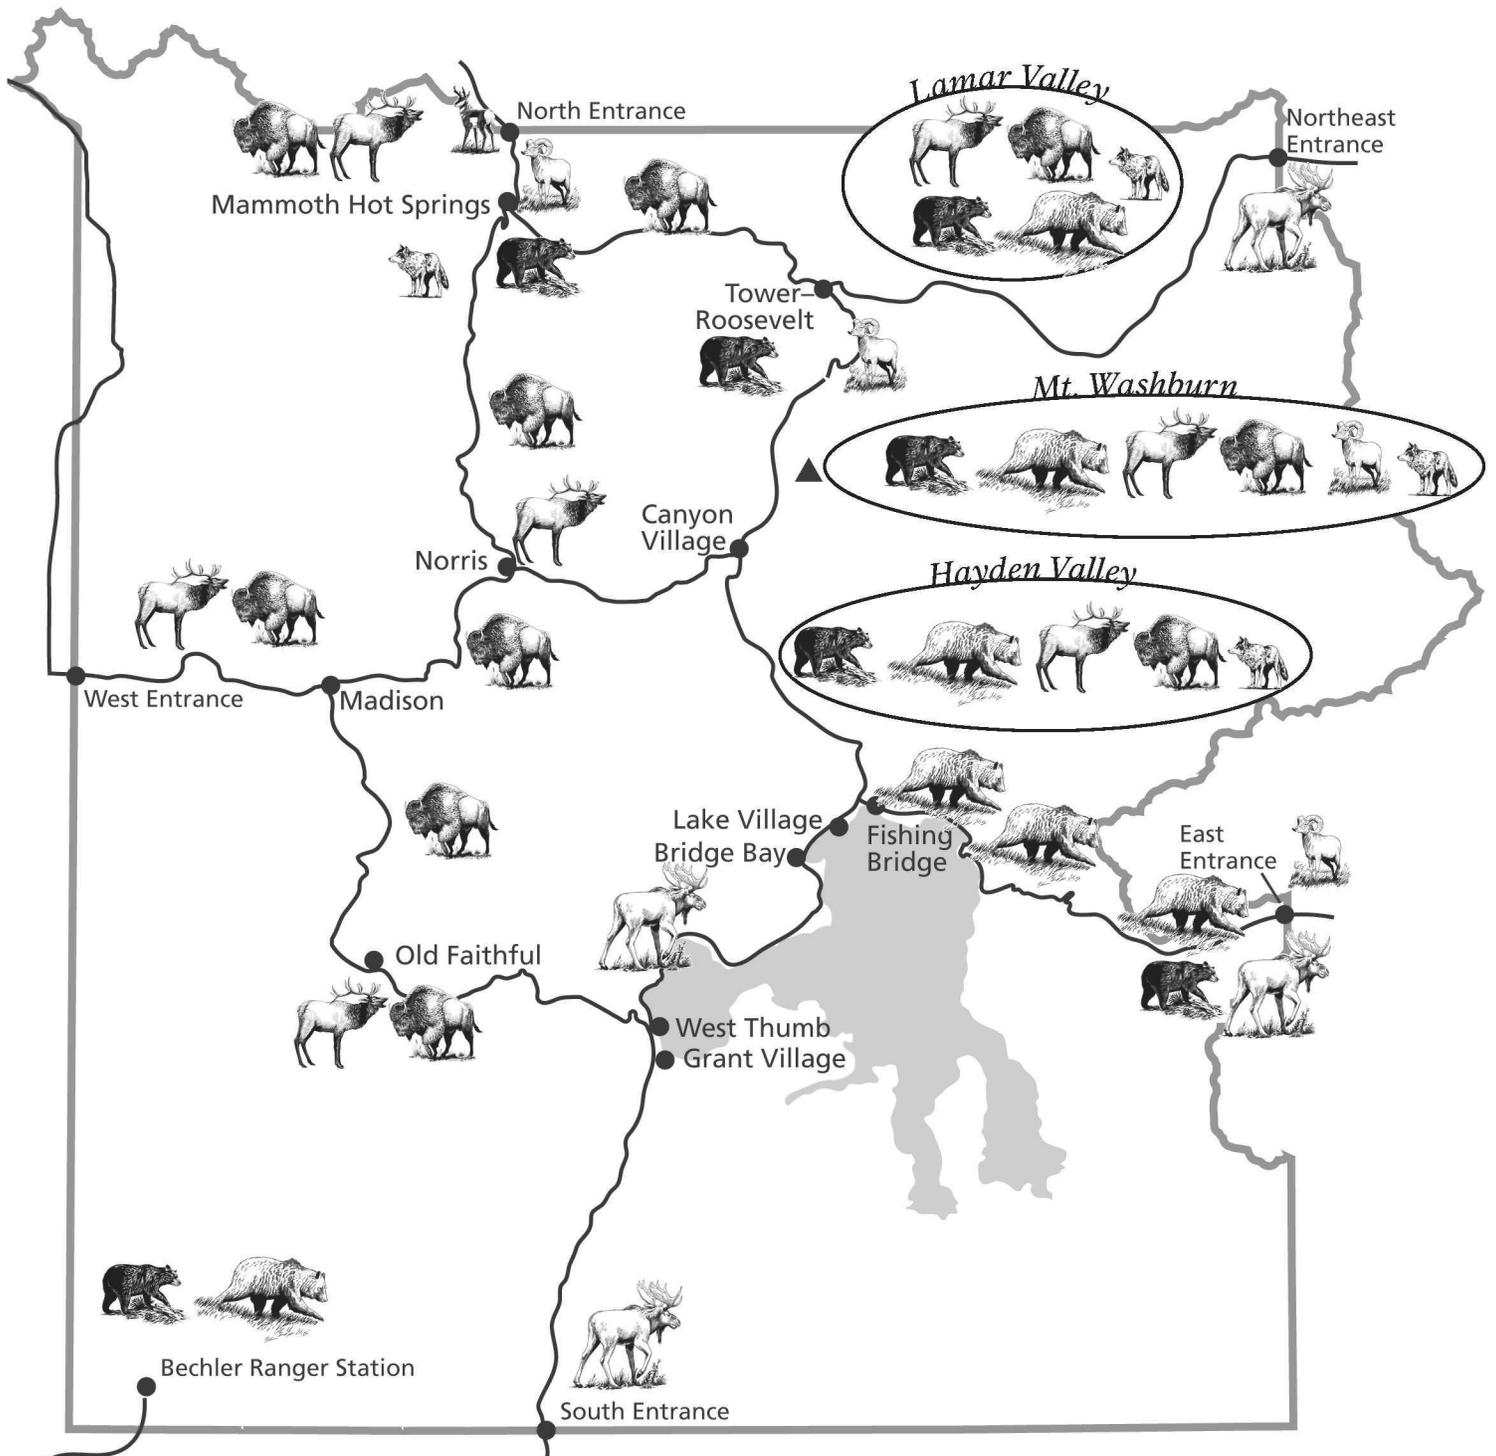 Lamar Valley
North Entrance
Northeast
Entrance
Mammoth Hot Springs
Tower–
Roosevelt
Mt. Washburn
Canyon
Village
Norris
Hayden Valley
West Entrance
Madison
Lake Village
Bridge Bay
Fishing
Bridge
East
Entrance
Old Faithful
West Thumb
Grant Village
Bechler Ranger Station
South Entrance